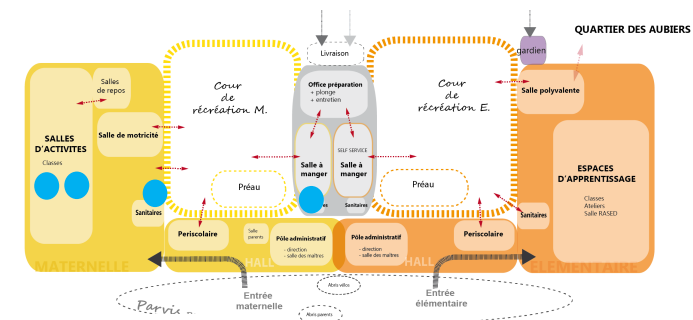 QUARTIER DES AUBIERS
Livraison
gardien
Salles
de repos
Cour
de
récréation M.
Office préparation
+ plonge
+ entretien
Cour
de
récréation E.
Salle polyvalente
SALLES
D'ACTIVITES
Classes
Salle de motricité
SELF SERVICE
Salle à
manger
Salle à
manger
ESPACES
D'APPRENTISSAGE
Classes
Ateliers
Salle RASED
Préau
Préau
Sanitaires
Sanitaires
Sanitaires
Periscolaire
Salle
parents
Pôle administratif
- direction
- salle des maîtres
Pôle administratif
- direction
- salle des maîtres
Periscolaire
MATERNELLE
HALL
HALL
ELEMENTAIRE
Entrée
maternelle
Abris vélos
Entrée
élémentaire
Parvis
Abris parents